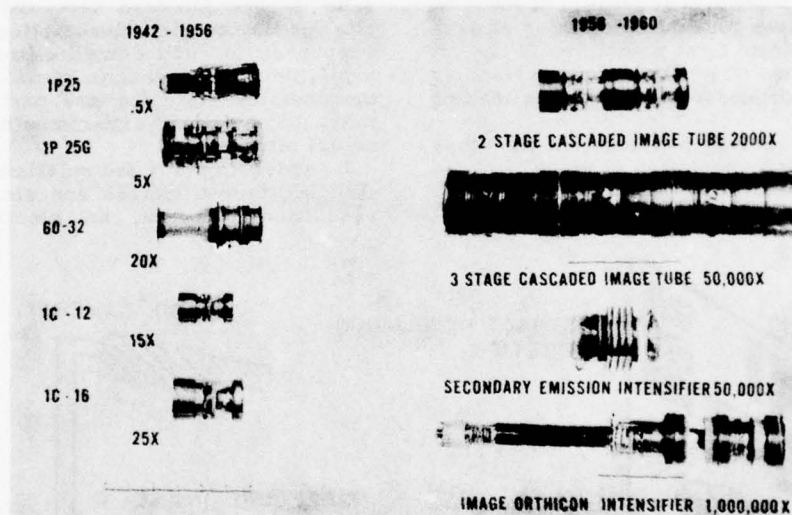 1942 - 1956
1P25
.5X
1P 25G
5X
60-32
20X
1C - 12
15X
1C - 16
25X
1956 -1960
2 STAGE CASCADED IMAGE TUBE 2000X
3 STAGE CASCADED IMAGE TUBE 50,000X
SECONDARY EMISSION INTENSIFIER 50,000X
IMAGE ORTHICON INTENSIFIER 1,000,000X